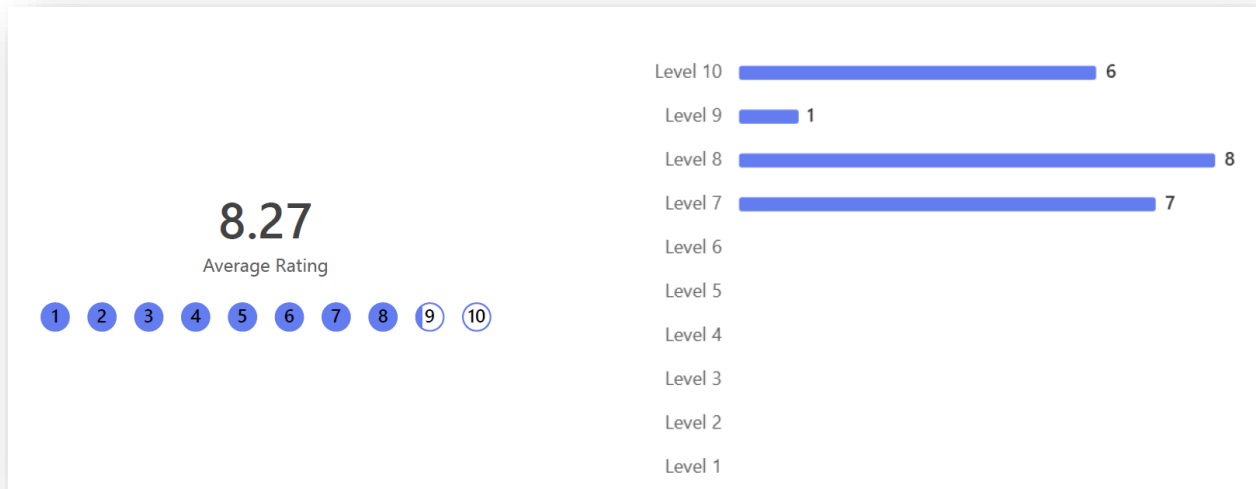 8.27
Average Rating
1 2 3 4 5 6 7 8 9 10
Level 10 6
Level 9 1
Level 8 8
Level 7 7
Level 6
Level 5
Level 4
Level 3
Level 2
Level 1